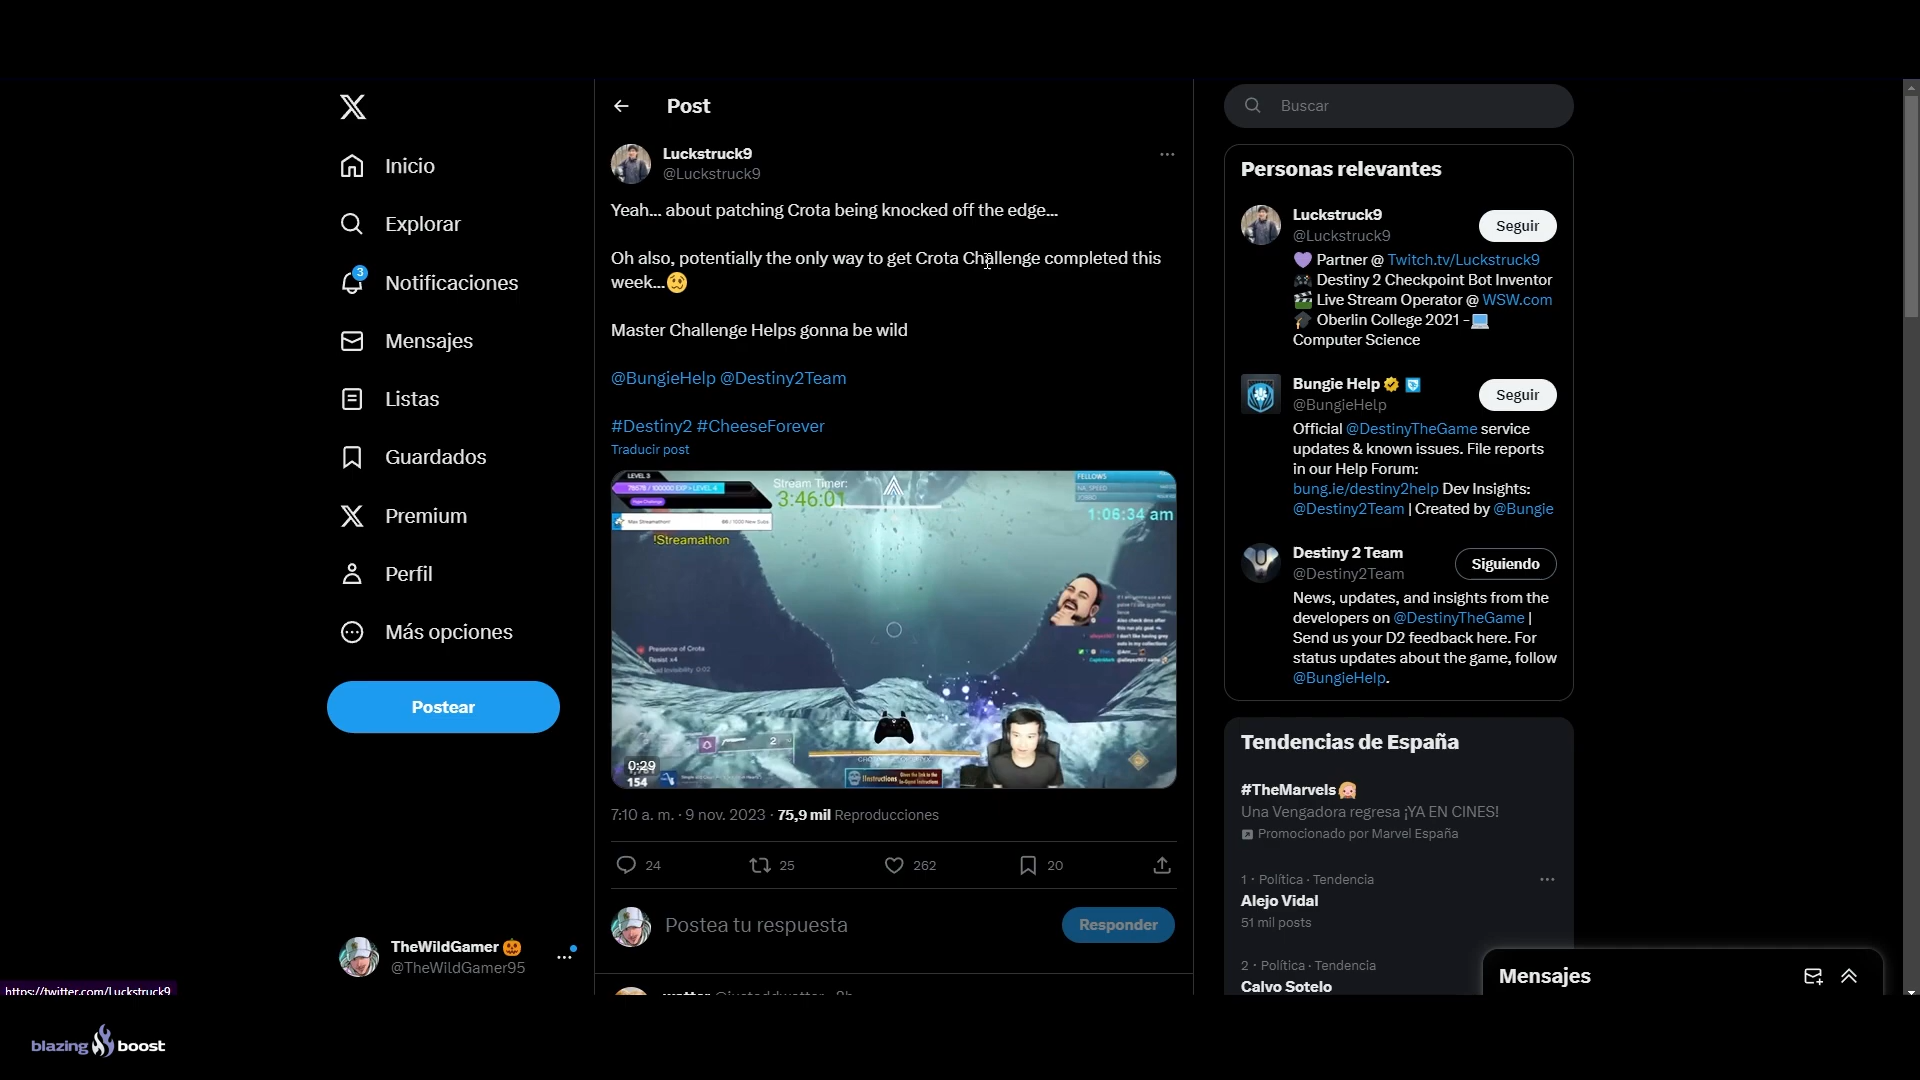 Inicio
Explorar
3
Notificaciones
Mensajes
Listas
Guardados
Premium
Perfil
Más opciones
Postear
TheWildGamer
@TheWildGamer95
https://twitter.com/Luckstruck9
blazing boost
Post
Luckstruck9
@Luckstruck9
Yeah... about patching Crota being knocked off the edge...
Oh also, potentially the only way to get Crota Challenge completed this
week...
Master Challenge Helps gonna be wild
@BungieHelp @Destiny2Team
#Destiny2 #CheeseForever
Traducir post
LEVEL 3
Stream Timer:
3:46:01
FELLOWS
1:06:34 am
!Streamathon
Presence of Crota
Resist x4
0:29
154
!Instructions
7:10 a. m. · 9 nov. 2023 · 75,9 mil Reproducciones
24
25
262
20
Postea tu respuesta
Responder
Buscar
Personas relevantes
Luckstruck9
@Luckstruck9
Seguir
Partner @ Twitch.tv/Luckstruck9
Destiny 2 Checkpoint Bot Inventor
Live Stream Operator @ WSW.com
Oberlin College 2021 -
Computer Science
Bungie Help
@BungieHelp
Seguir
Official @DestinyTheGame service
updates & known issues. File reports
in our Help Forum:
bung.ie/destiny2help Dev Insights:
@Destiny2Team | Created by @Bungie
Destiny 2 Team
@Destiny2Team
Siguiendo
News, updates, and insights from the
developers on @DestinyTheGame |
Send us your D2 feedback here. For
status updates about the game, follow
@BungieHelp.
Tendencias de España
#TheMarvels
Una Vengadora regresa ¡YA EN CINES!
Promocionado por Marvel España
1 · Política · Tendencia
Alejo Vidal
51 mil posts
2 · Política · Tendencia
Calvo Sotelo
Mensajes